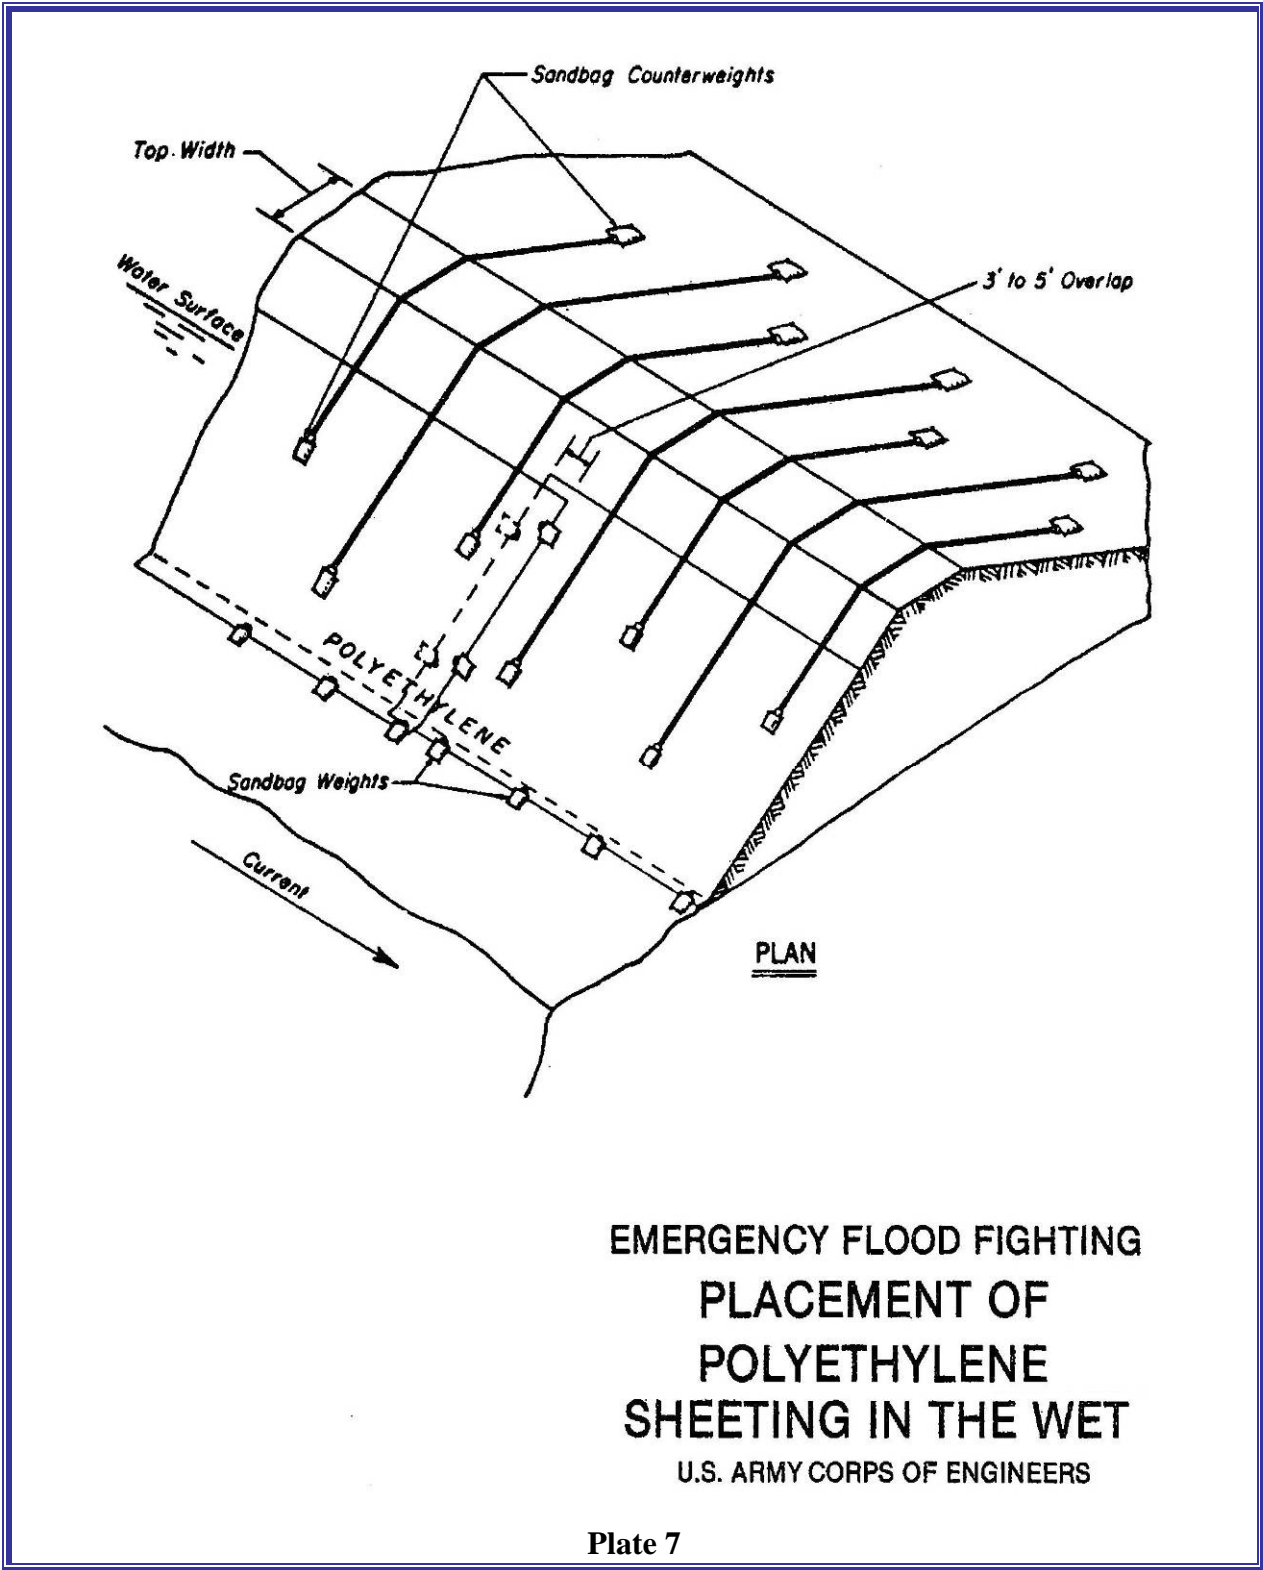 Sandbag Counterweights
Top Width
Water Surface
3' to 5' Overlap
POLYETHYLENE
Sandbag Weights
Current
PLAN
EMERGENCY FLOOD FIGHTING
PLACEMENT OF
POLYETHYLENE
SHEETING IN THE WET
U.S. ARMY CORPS OF ENGINEERS
Plate 7